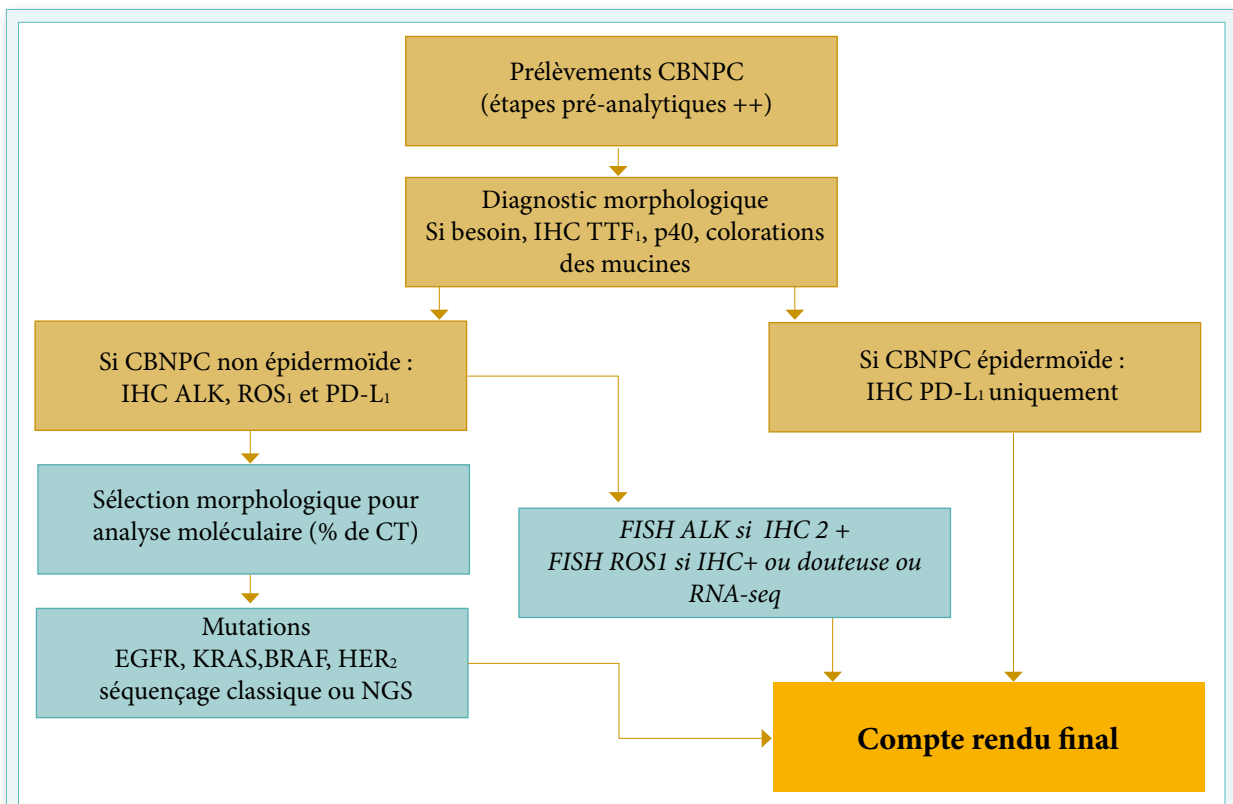 Prélèvements CBNPC
(étapes pré-analytiques ++)
Diagnostic morphologique
Si besoin, IHC TTF₁, p40, colorations
des mucines
Si CBNPC non épidermoïde :
IHC ALK, ROS₁ et PD-L₁
Si CBNPC épidermoïde :
IHC PD-L₁ uniquement
Sélection morphologique pour
analyse moléculaire (% de CT)
FISH ALK si IHC 2 +
FISH ROS1 si IHC+ ou douteuse ou
RNA-seq
Mutations
EGFR, KRAS,BRAF, HER₂
séquençage classique ou NGS
Compte rendu final